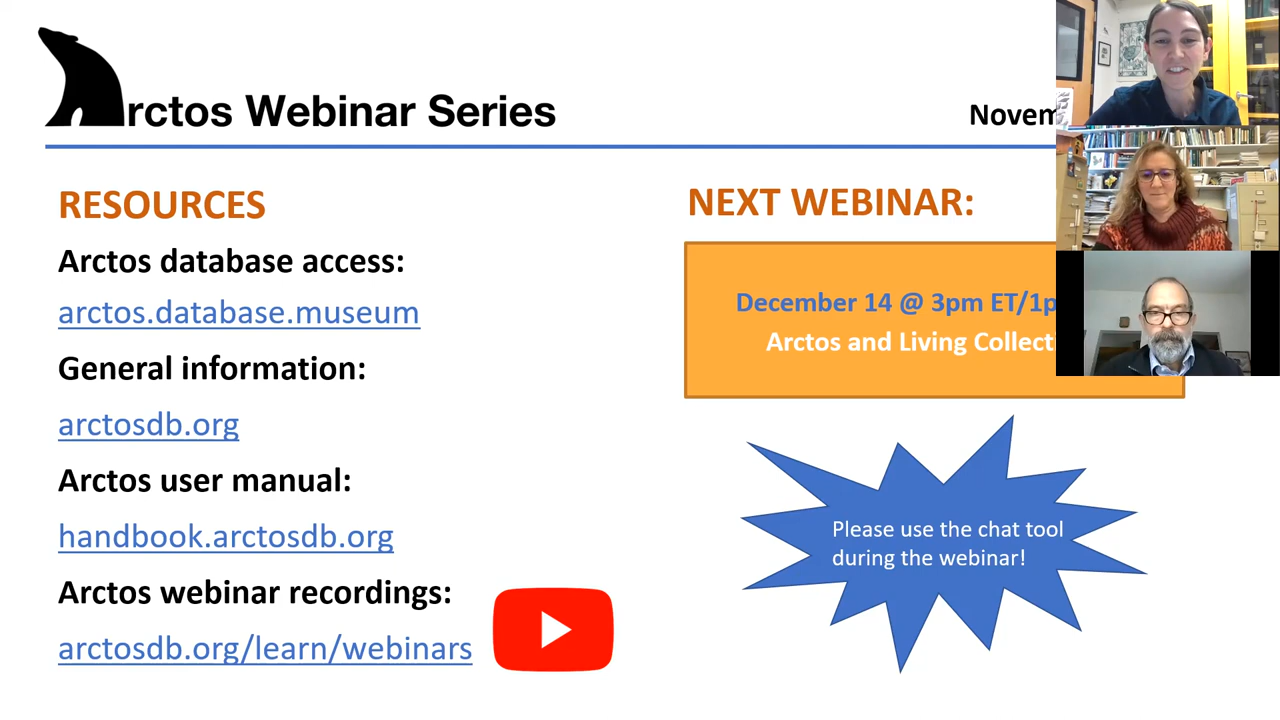 arctos Webinar Series
Novem
RESOURCES
Arctos database access:
arctos.database.museum
General information:
arctosdb.org
Arctos user manual:
handbook.arctosdb.org
Arctos webinar recordings:
arctosdb.org/learn/webinars
NEXT WEBINAR:
December 14 @ 3pm ET/1p
Arctos and Living Collect
Please use the chat tool
during the webinar!